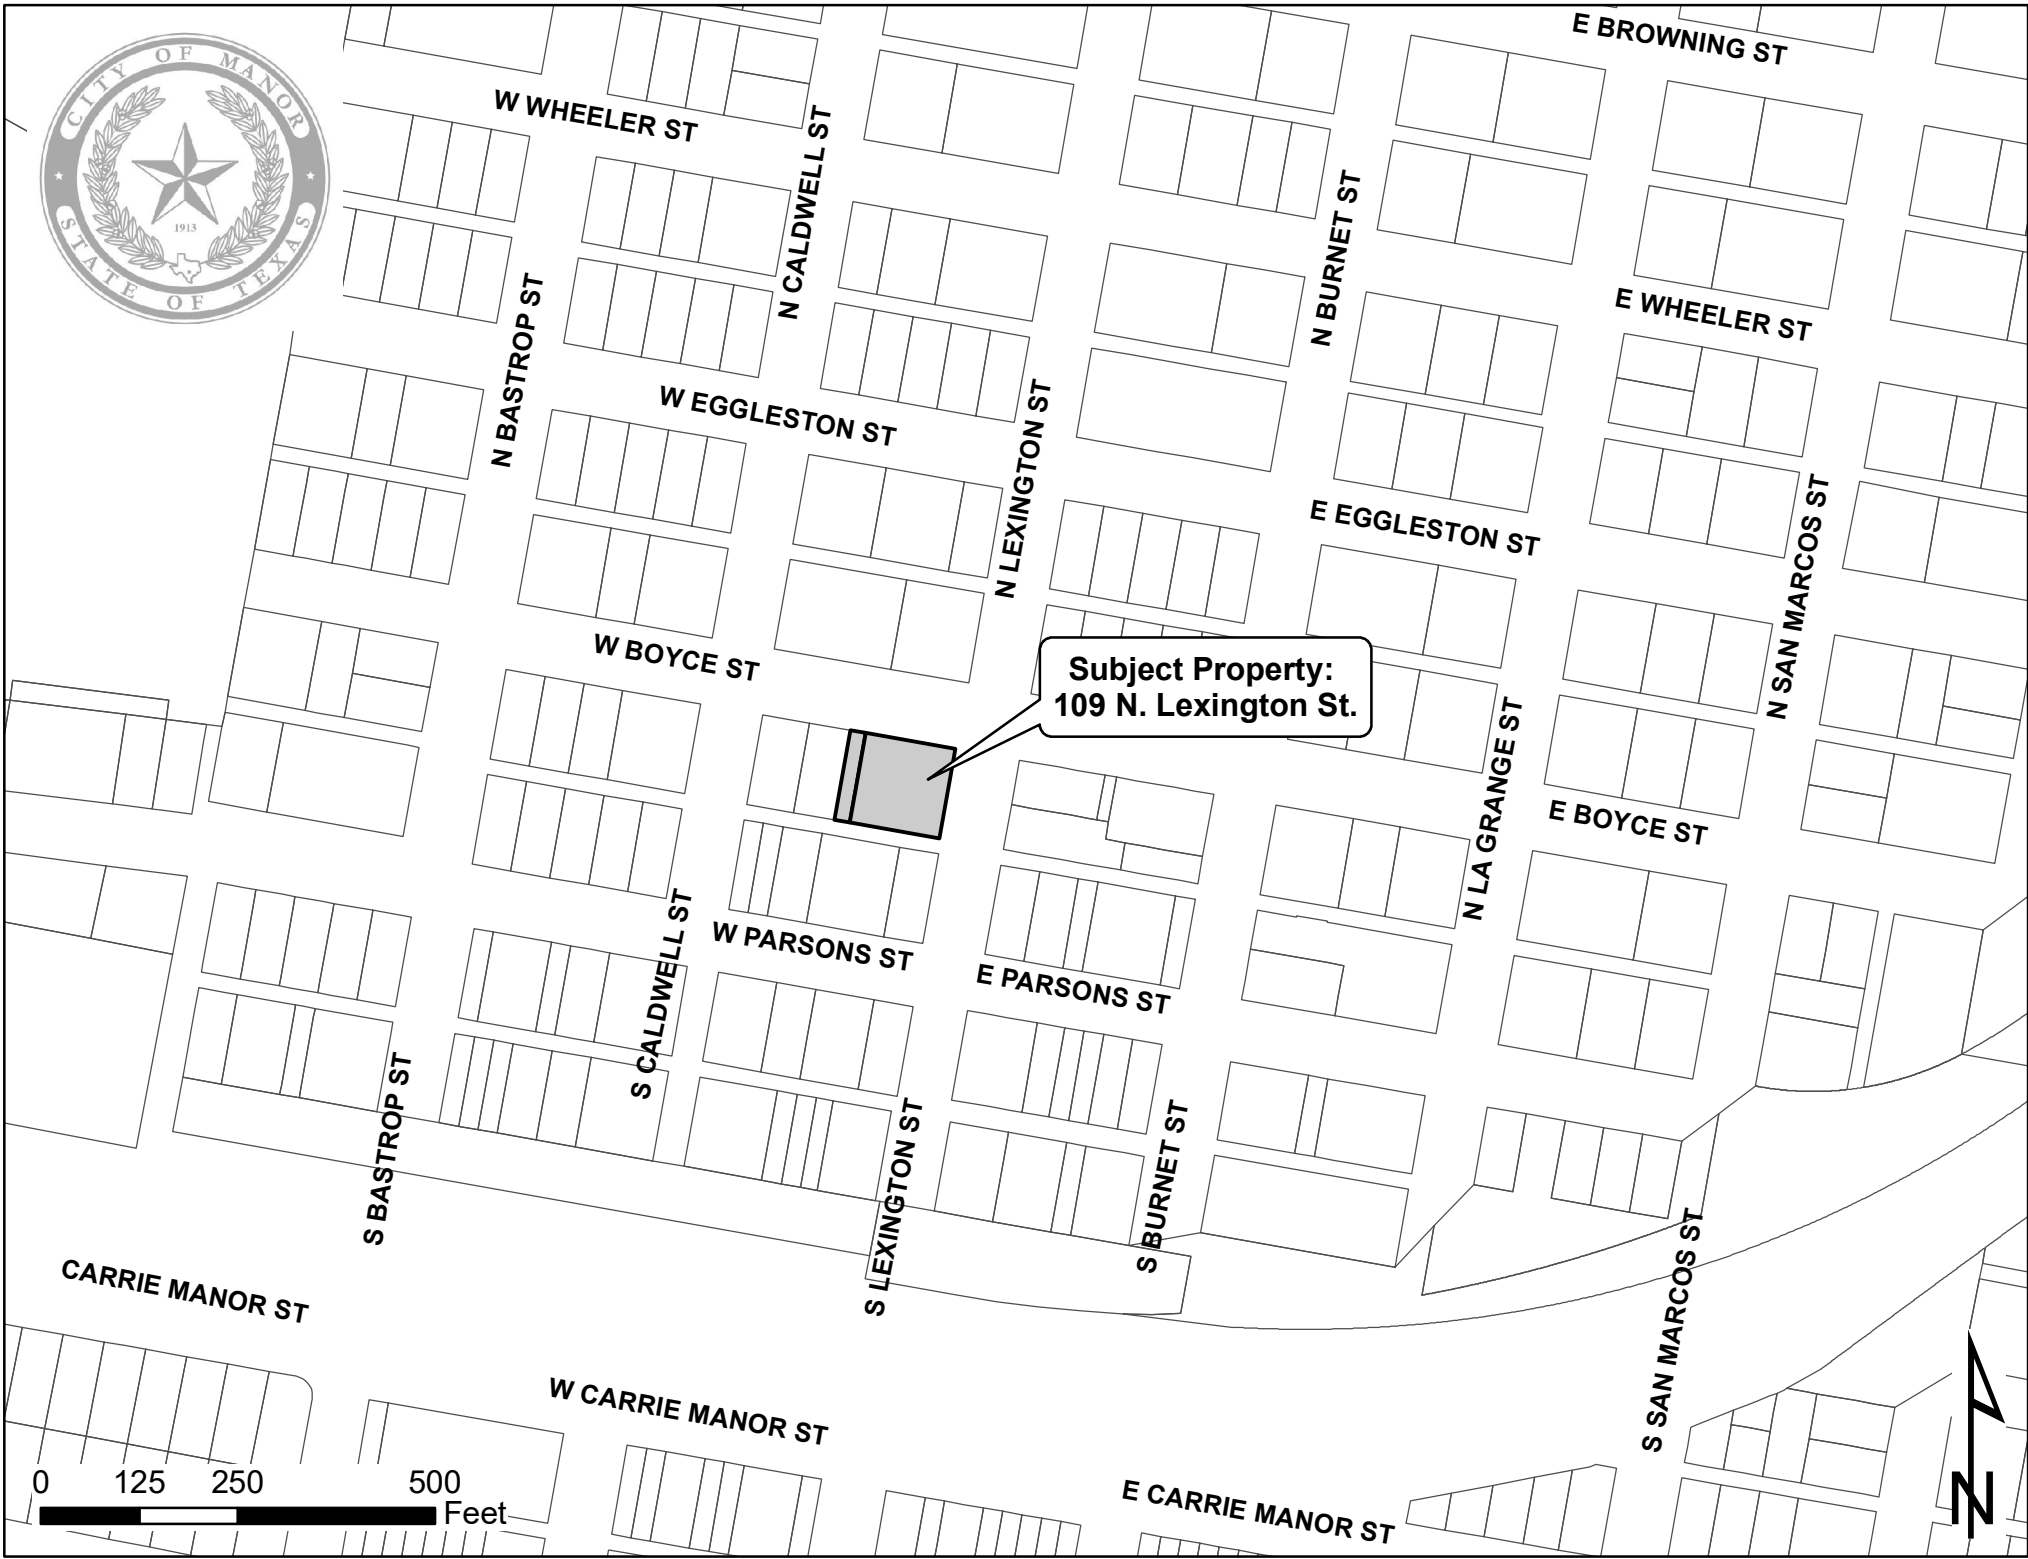 E BROWNING ST
CITY OF MANOR
STATE OF TEXAS
1913
W WHEELER ST
N CALDWELL ST
N BURNET ST
N BASTROP ST
E WHEELER ST
W EGGLESTON ST
N LEXINGTON ST
E EGGLESTON ST
N SAN MARCOS ST
W BOYCE ST
Subject Property:
109 N. Lexington St.
N LA GRANGE ST
E BOYCE ST
S CALDWELL ST
W PARSONS ST
E PARSONS ST
S BASTROP ST
S LEXINGTON ST
S BURNET ST
S SAN MARCOS ST
CARRIE MANOR ST
W CARRIE MANOR ST
E CARRIE MANOR ST
0 125 250 500
Feet
N